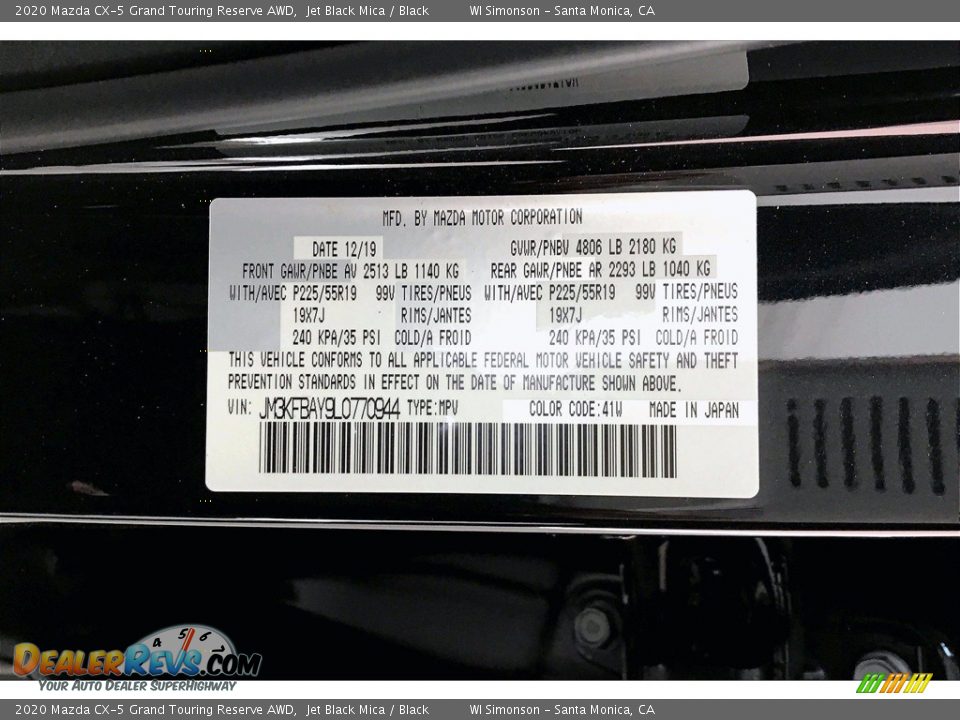 2020 Mazda CX-5 Grand Touring Reserve AWD, Jet Black Mica / Black WI Simonson - Santa Monica, CA
MFD. BY MAZDA MOTOR CORPORATION
DATE 12/19 GVWR/PNBV 4806 LB 2180 KG
FRONT GAWR/PNBE AV 2513 LB 1140 KG REAR GAWR/PNBE AR 2293 LB 1040 KG
WITH/AVEC P225/55R19 99V TIRES/PNEUS WITH/AVEC P225/55R19 99V TIRES/PNEUS
19X7J RIMS/JANTES 19X7J RIMS/JANTES
240 KPA/35 PSI COLD/A FROID 240 KPA/35 PSI COLD/A FROID
THIS VEHICLE CONFORMS TO ALL APPLICABLE FEDERAL MOTOR VEHICLE SAFETY AND THEFT
PREVENTION STANDARDS IN EFFECT ON THE DATE OF MANUFACTURE SHOWN ABOVE.
VIN: JM3KFBAY9L0770944 TYPE:MPV COLOR CODE:41W MADE IN JAPAN
4 5 6
DEALERREVS.COM
YOUR AUTO DEALER SUPERHIGHWAY
2020 Mazda CX-5 Grand Touring Reserve AWD, Jet Black Mica / Black WI Simonson - Santa Monica, CA